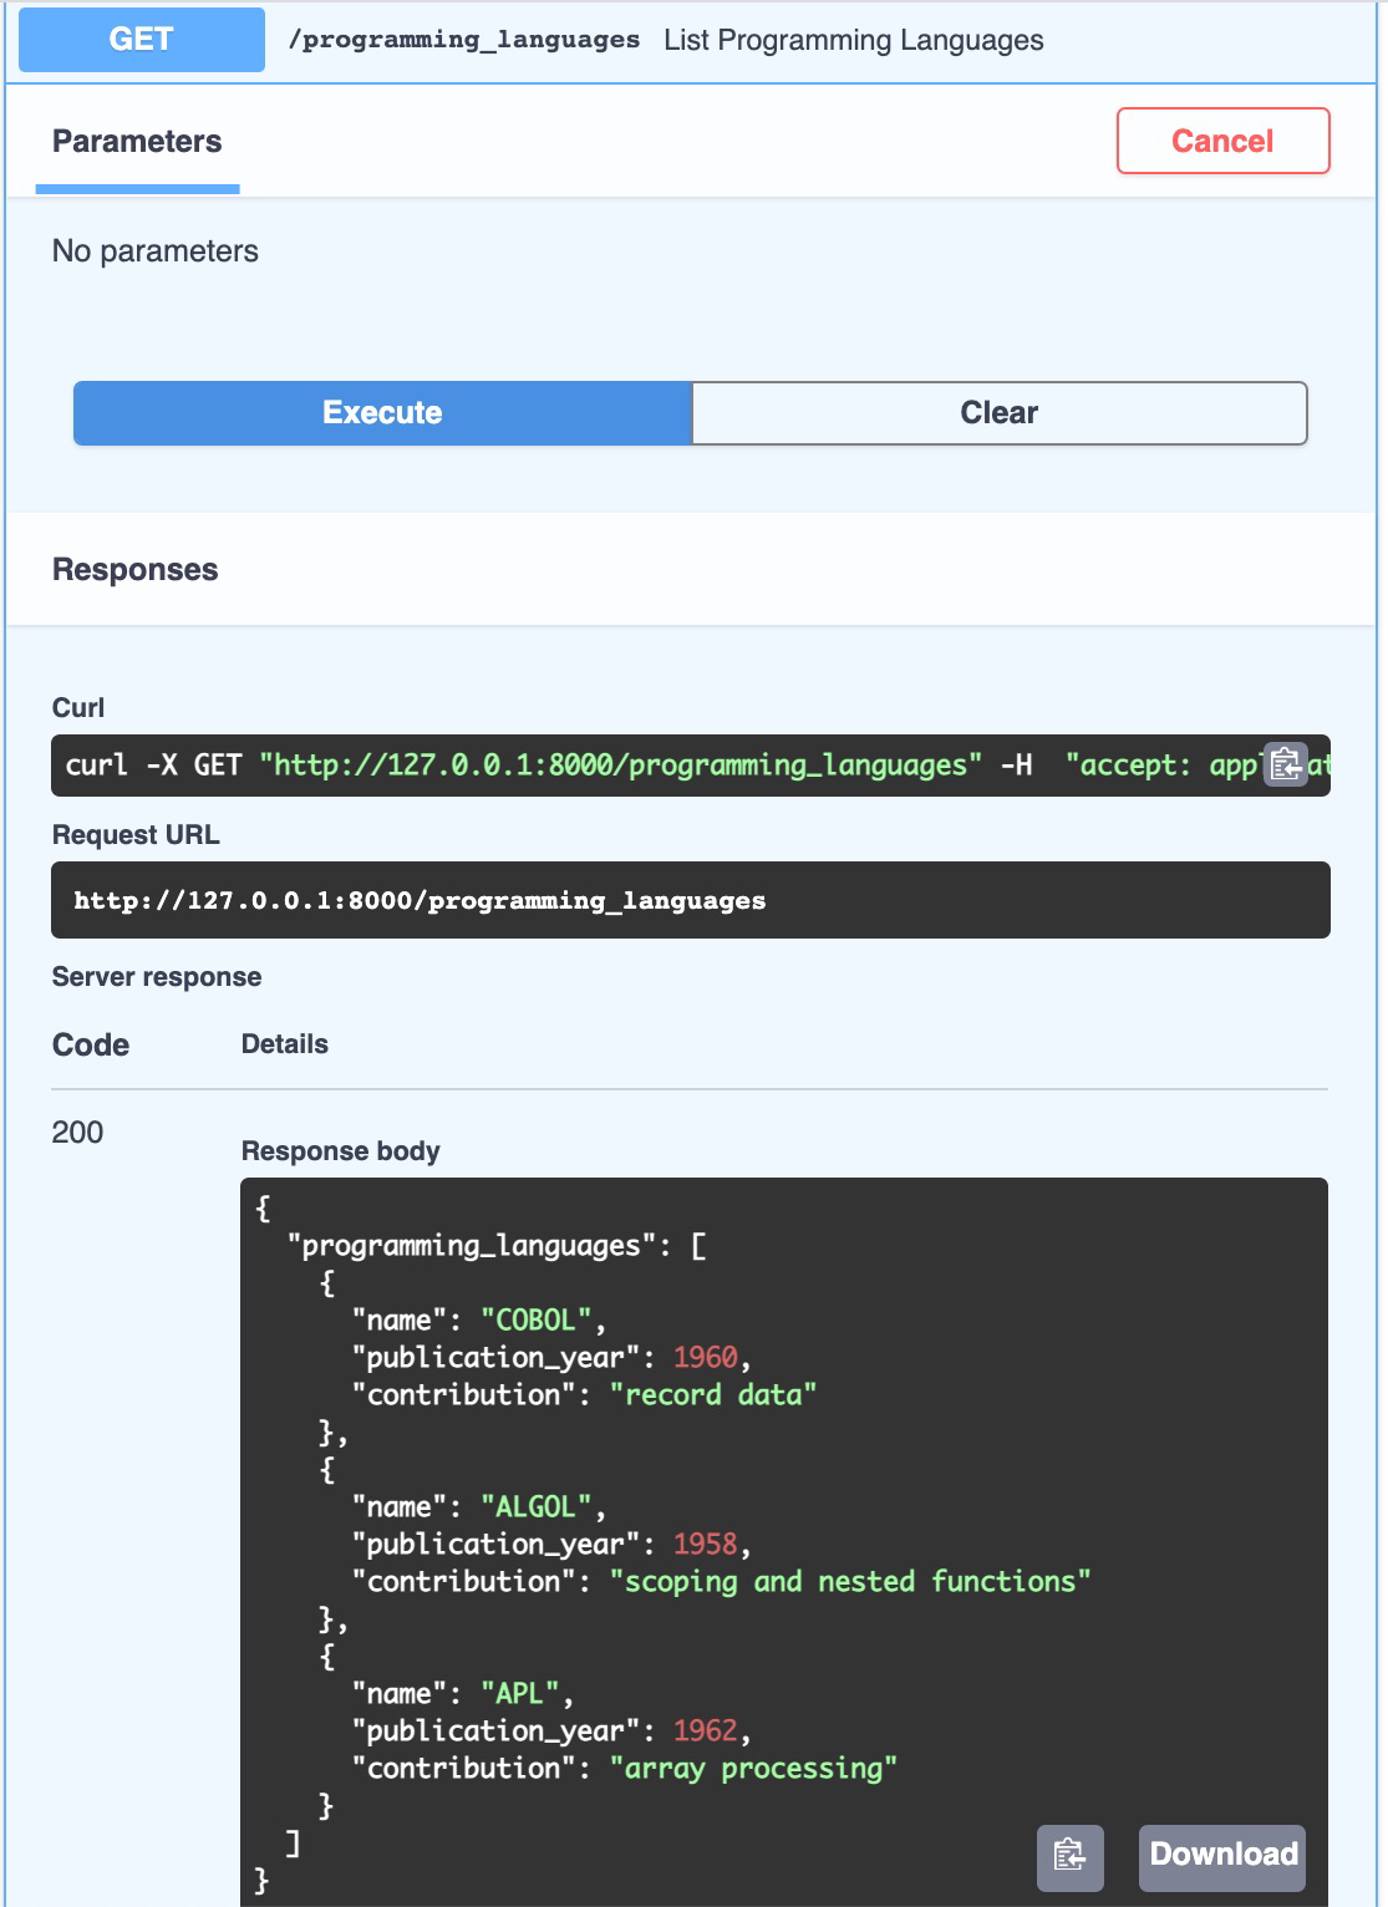 GET /programming_languages List Programming Languages
Parameters
Cancel
No parameters
Execute
Clear
Responses
Curl
curl -X GET "http://127.0.0.1:8000/programming_languages" -H  "accept:
Request URL
http://127.0.0.1:8000/programming_languages
Server response
Code Details
200
Response body
{
  "programming_languages": [
    {
      "name": "COBOL",
      "publication_year": 1960,
      "contribution": "record data"
    },
    {
      "name": "ALGOL",
      "publication_year": 1958,
      "contribution": "scoping and nested functions"
    },
    {
      "name": "APL",
      "publication_year": 1962,
      "contribution": "array processing"
    }
  ]
}
Download